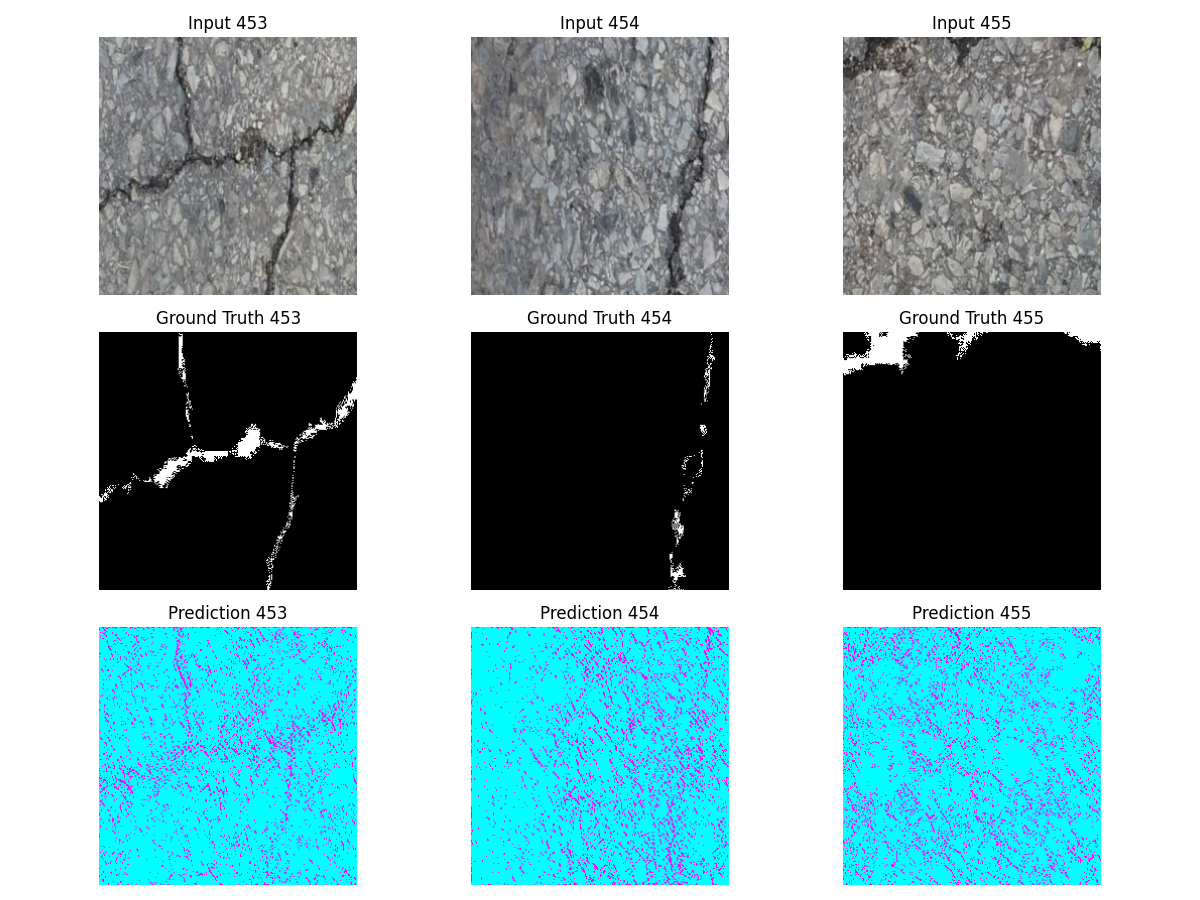 Input 453
Input 454
Input 455
Ground Truth 453
Ground Truth 454
Ground Truth 455
Prediction 453
Prediction 454
Prediction 455